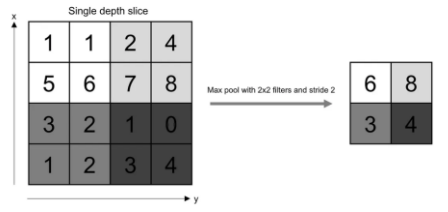 Single depth slice
x
1 1 2 4
5 6 7 8
3 2 1 0
1 2 3 4
y
Max pool with 2x2 filters and stride 2
6 8
3 4